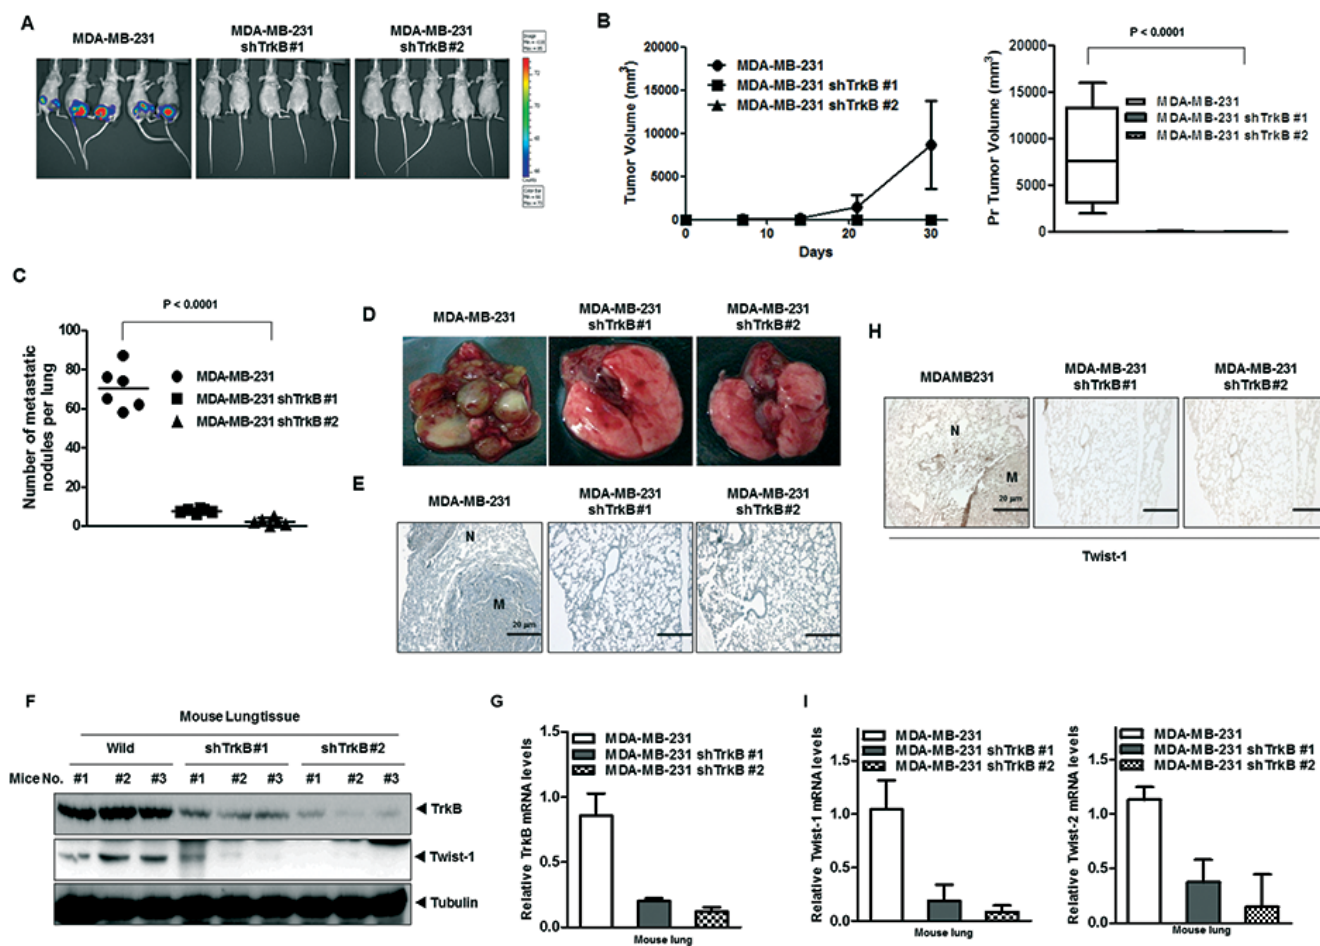 A
MDA-MB-231
MDA-MB-231
shTrkB#1
MDA-MB-231
shTrkB#2
Image
Counts
Color Bar
B
Tumor Volume (mm3)
20000
15000
10000
5000
0
0
10
20
30
Days
MDA-MB-231
MDA-MB-231 shTrkB #1
MDA-MB-231 shTrkB #2
Pr Tumor Volume (mm3)
20000
15000
10000
5000
0
P < 0.0001
MDA-MB-231
MDA-MB-231 shTrkB #1
MDA-MB-231 shTrkB #2
C
P < 0.0001
Number of metastatic
nodules per lung
100
80
60
40
20
0
MDA-MB-231
MDA-MB-231 shTrkB #1
MDA-MB-231 shTrkB #2
D
MDA-MB-231
MDA-MB-231
shTrkB#1
MDA-MB-231
shTrkB#2
E
MDA-MB-231
MDA-MB-231
shTrkB#1
MDA-MB-231
shTrkB#2
N
M
20 μm
H
MDAMB231
MDA-MB-231
shTrkB#1
MDA-MB-231
shTrkB#2
N
M
20 μm
Twist-1
F
Mouse Lungtissue
Wild shTrkB#1 shTrkB#2
Mice No. #1 #2 #3 #1 #2 #3 #1 #2 #3
TrkB
Twist-1
Tubulin
G
Relative TrkB mRNA levels
1.5
1.0
0.5
0.0
MDA-MB-231
MDA-MB-231 shTrkB #1
MDA-MB-231 shTrkB #2
Mouse lung
I
Relative Twist-1 mRNA levels
1.5
1.0
0.5
0.0
MDA-MB-231
MDA-MB-231 shTrkB #1
MDA-MB-231 shTrkB #2
Mouse lung
Relative Twist-2 mRNA levels
1.5
1.0
0.5
0.0
MDA-MB-231
MDA-MB-231 shTrkB #1
MDA-MB-231 shTrkB #2
Mouse lung